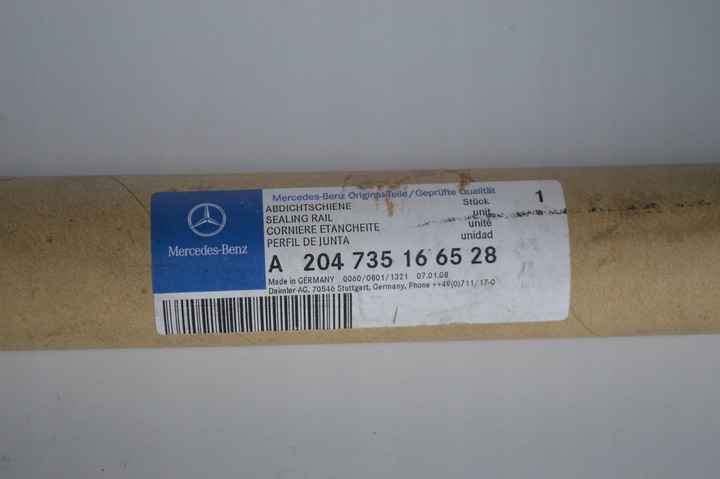 Mercedes-Benz
Mercedes-Benz Original-Teile/Geprüfte Qualität
ABDICHTSCHIENE Stück 1
SEALING RAIL unit
CORNIERE ETANCHEITE unité
PERFIL DE JUNTA unidad
A 204 735 16 65 28
Made in GERMANY 0060/0801/1321 07.01.08
Daimler AG, 70546 Stuttgart, Germany, Phone ++49(0)711/17-0